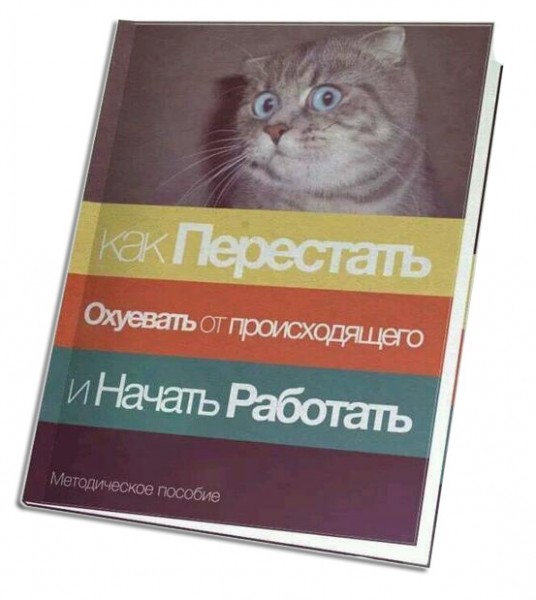 как Перестать
Охуевать от происходящего
и Начать Работать
Методическое пособие